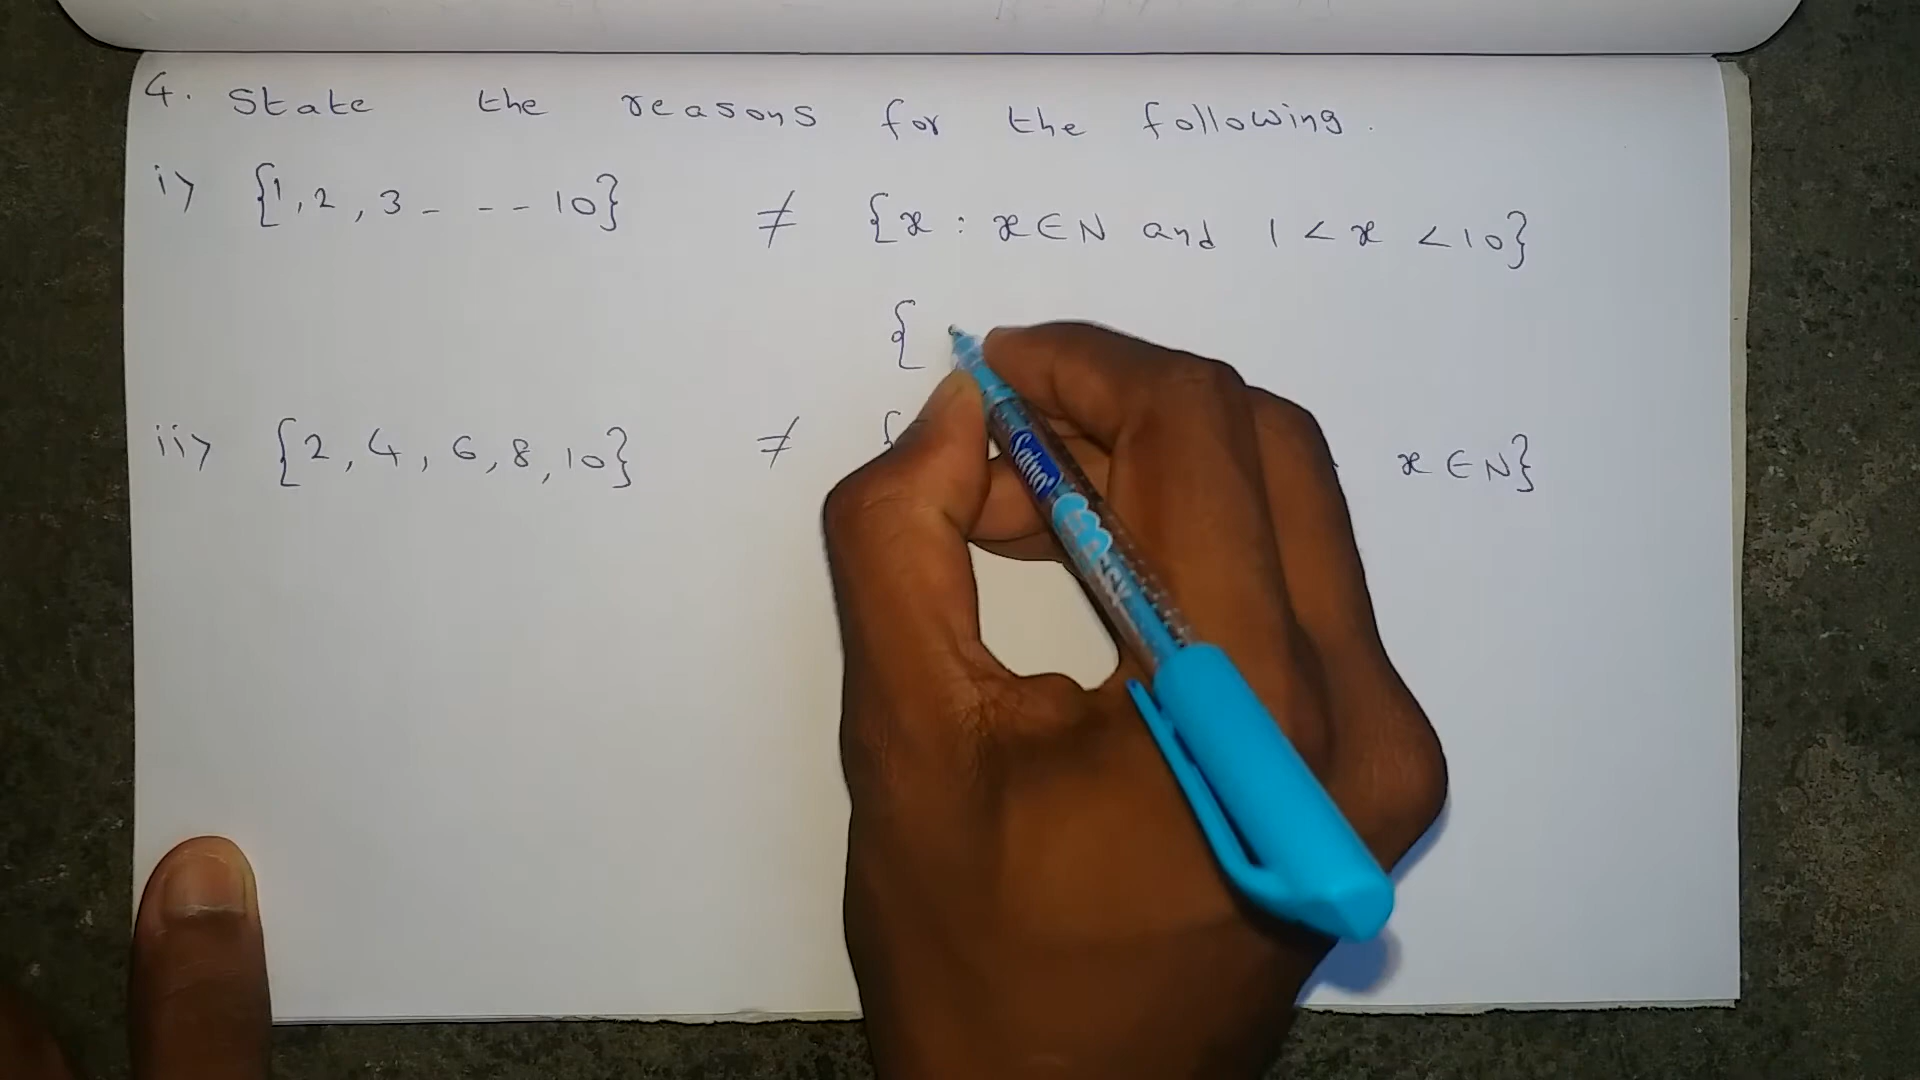 4. State the reasons for the following.
i> {1, 2, 3 - - - 10} ≠ {x : x ∈ N and 1 < x < 10}
{
ii> {2, 4, 6, 8, 10} ≠ { x ∈ N}